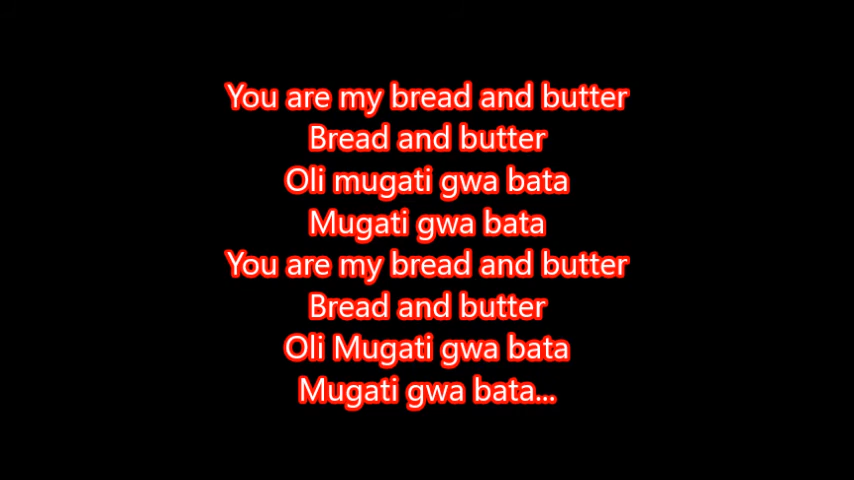 You are my bread and butter
Bread and butter
Oli mugati gwa bata
Mugati gwa bata
You are my bread and butter
Bread and butter
Oli Mugati gwa bata
Mugati gwa bata...